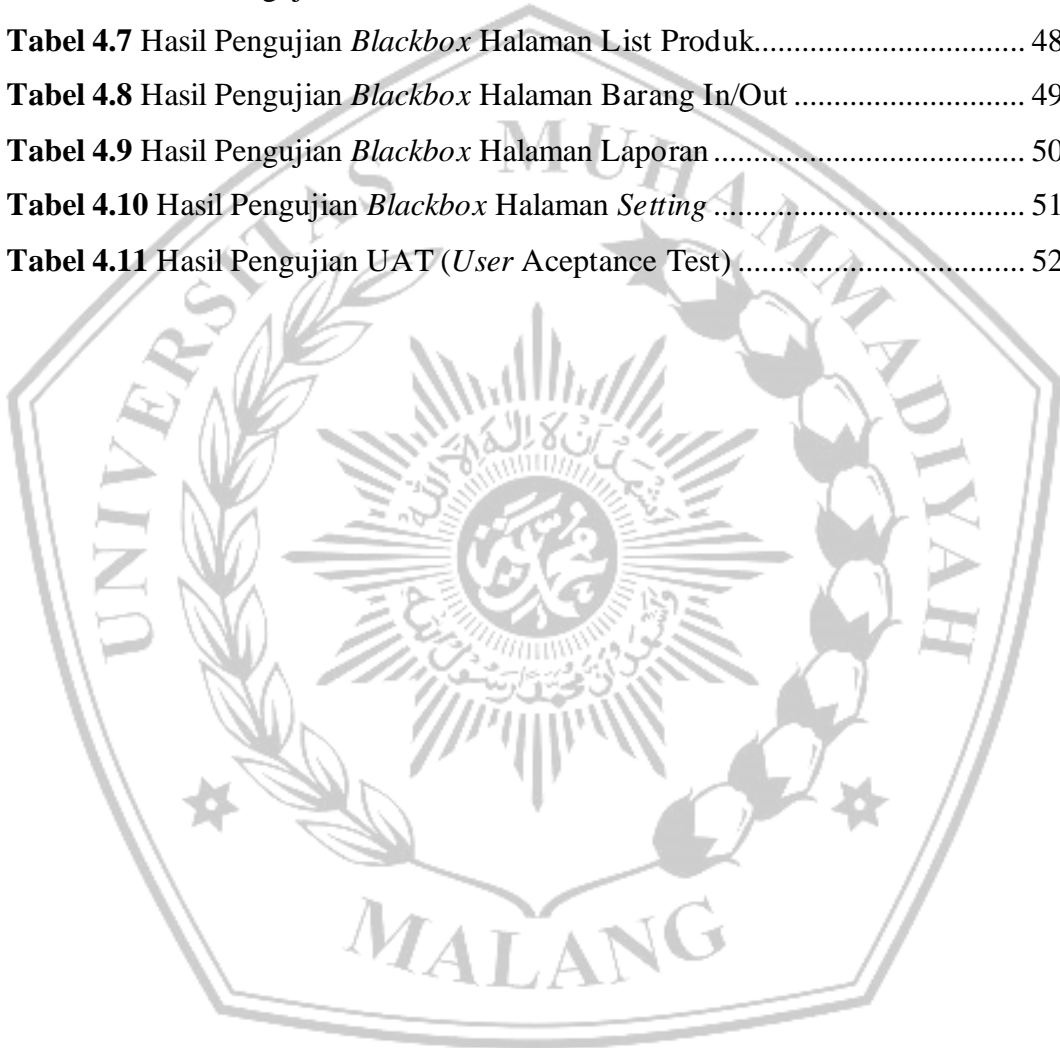 Tabel 4.7 Hasil Pengujian Blackbox Halaman List Produk................................. 48
Tabel 4.8 Hasil Pengujian Blackbox Halaman Barang In/Out ............................ 49
Tabel 4.9 Hasil Pengujian Blackbox Halaman Laporan ...................................... 50
Tabel 4.10 Hasil Pengujian Blackbox Halaman Setting ...................................... 51
Tabel 4.11 Hasil Pengujian UAT (User Aceptance Test) ................................... 52
UNIVERSITAS MUHAMMADIYAH
MALANG